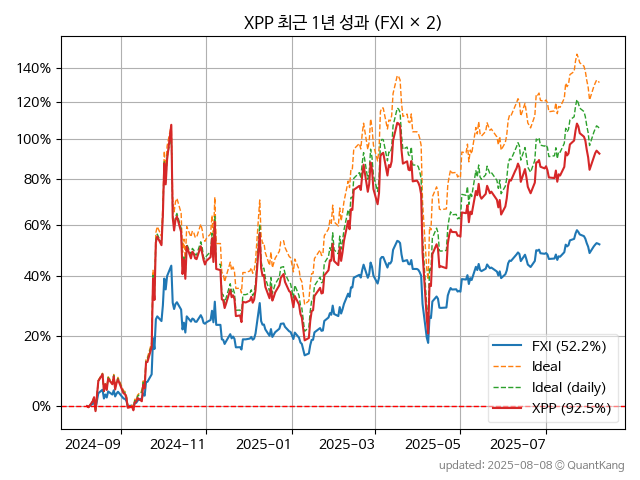 XPP 최근 1년 성과 (FXI × 2)
140%
120%
100%
80%
60%
40%
20%
0%
FXI (52.2%)
Ideal
Ideal (daily)
XPP (92.5%)
2024-09
2024-11
2025-01
2025-03
2025-05
2025-07
updated: 2025-08-08 © QuantKang